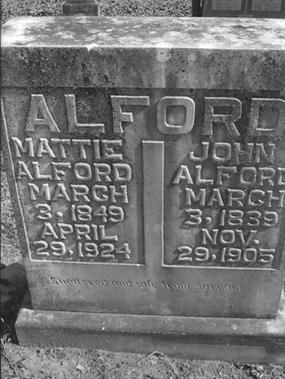 ALFORD
MATTIE
ALFORD
MARCH
3, 1849
APRIL
29, 1924
JOHN
ALFORD
MARCH
3, 1889
NOV.
29, 1905
Sheltered and safe from sorrow.